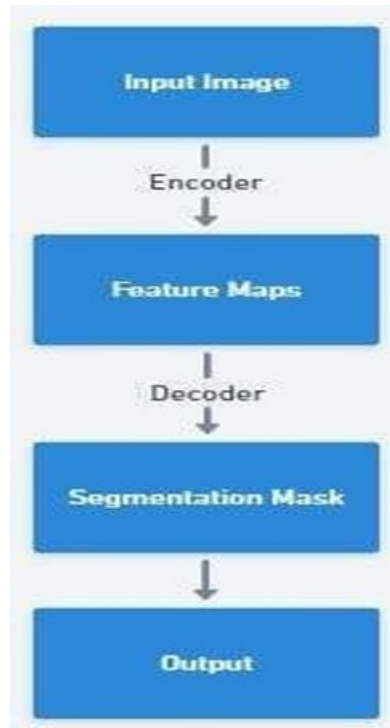 Input Image
Encoder
Feature Maps
Decoder
Segmentation Mask
Output